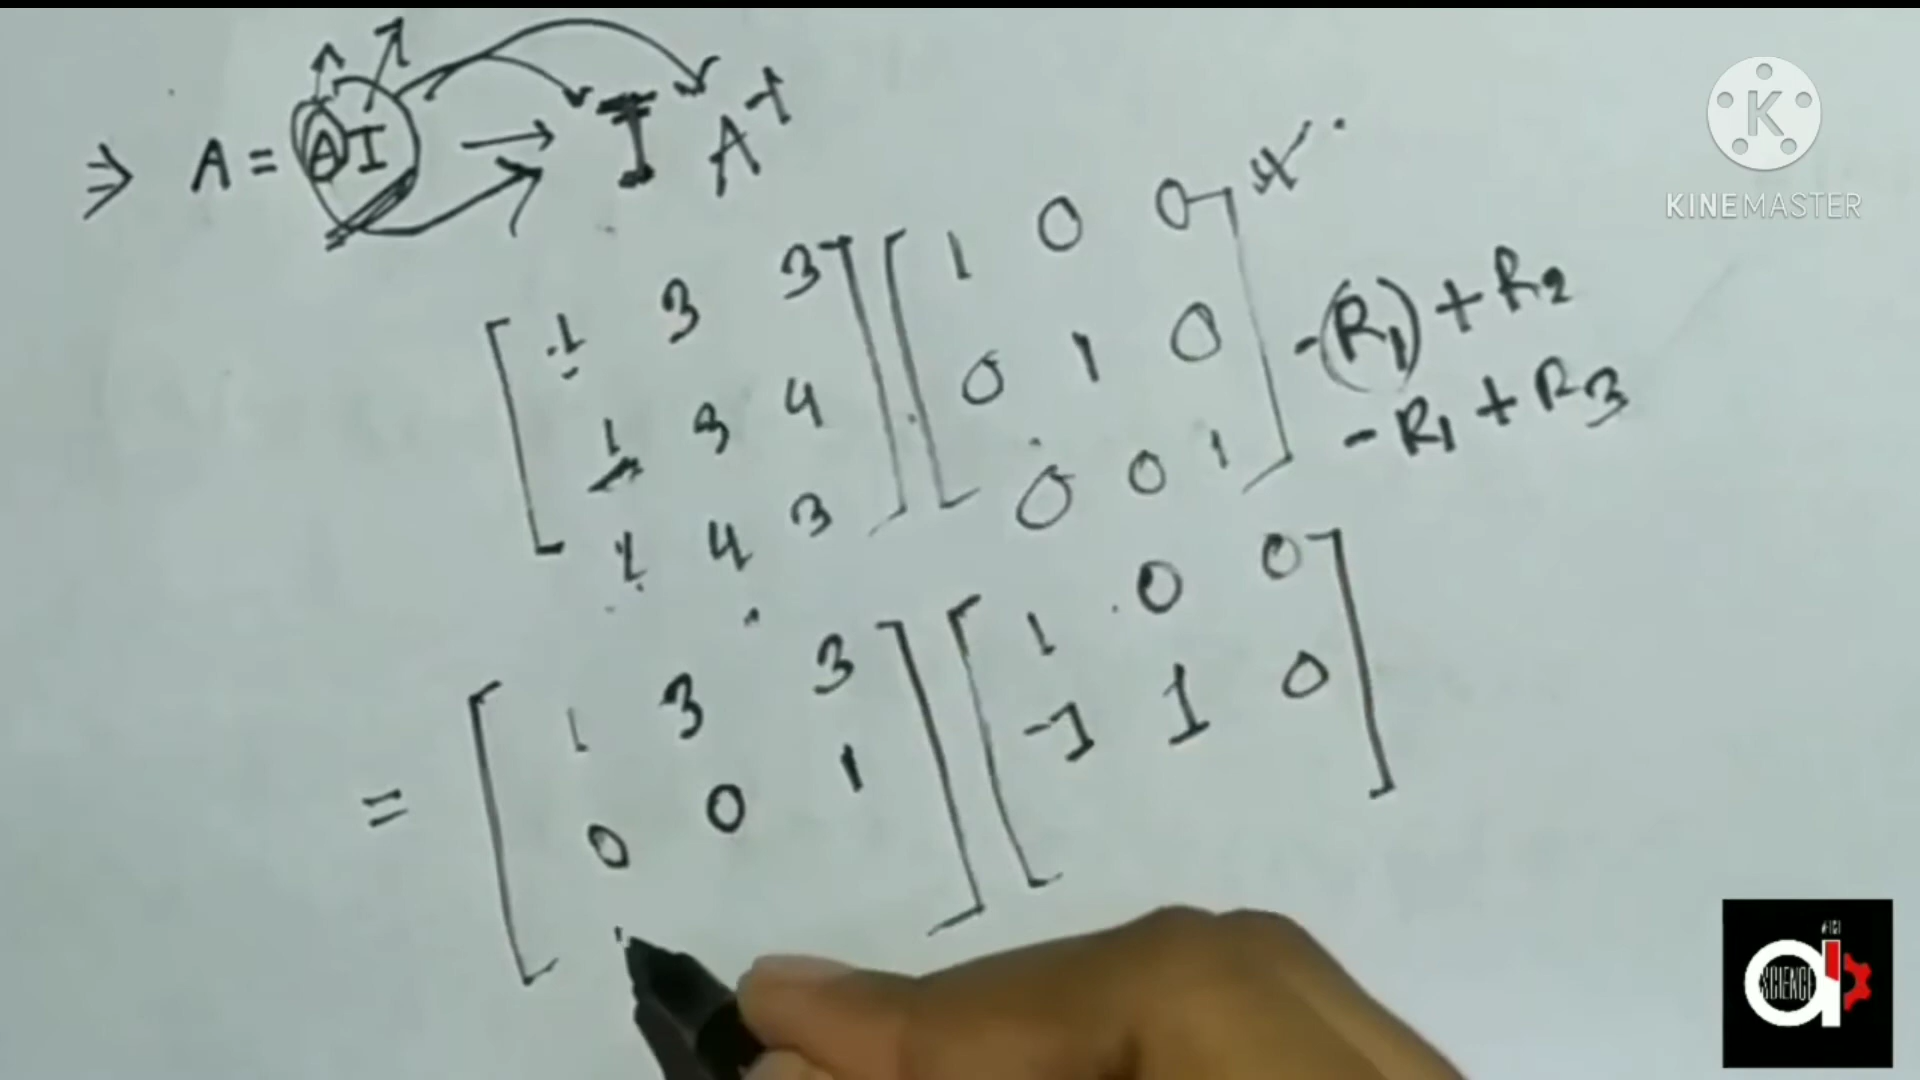 ⇒ A = AI → I A⁻¹
[1 3 3] [1 0 0]
[1 3 4] [0 1 0] -(R₁) + R₂
[1 4 3] [0 0 1] -R₁ + R₃
= [1 3 3] [1 0 0]
[0 0 1] [-1 1 0]
K
KINEMASTER
SCIENCE